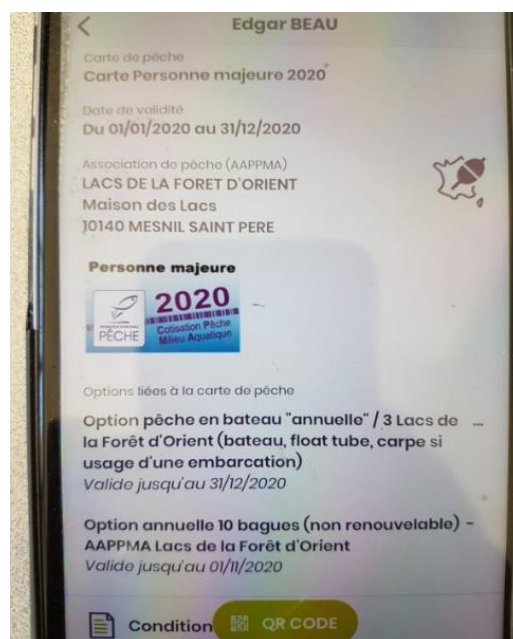 Edgar BEAU
Carte de pêche
Carte Personne majeure 2020
Date de validité
Du 01/01/2020 au 31/12/2020
Association de pêche (AAPPMA)
LACS DE LA FORET D'ORIENT
Maison des Lacs
10140 MESNIL SAINT PERE
Personne majeure
2020
PÊCHE
Cotisation Pêche
Milieu Aquatique
Options liées à la carte de pêche
Option pêche en bateau "annuelle" / 3 Lacs de ...
la Forêt d'Orient (bateau, float tube, carpe si
usage d'une embarcation)
Valide jusqu'au 31/12/2020
Option annuelle 10 bagues (non renouvelable) -
AAPPMA Lacs de la Forêt d'Orient
Valide jusqu'au 01/11/2020
Condition
QR CODE